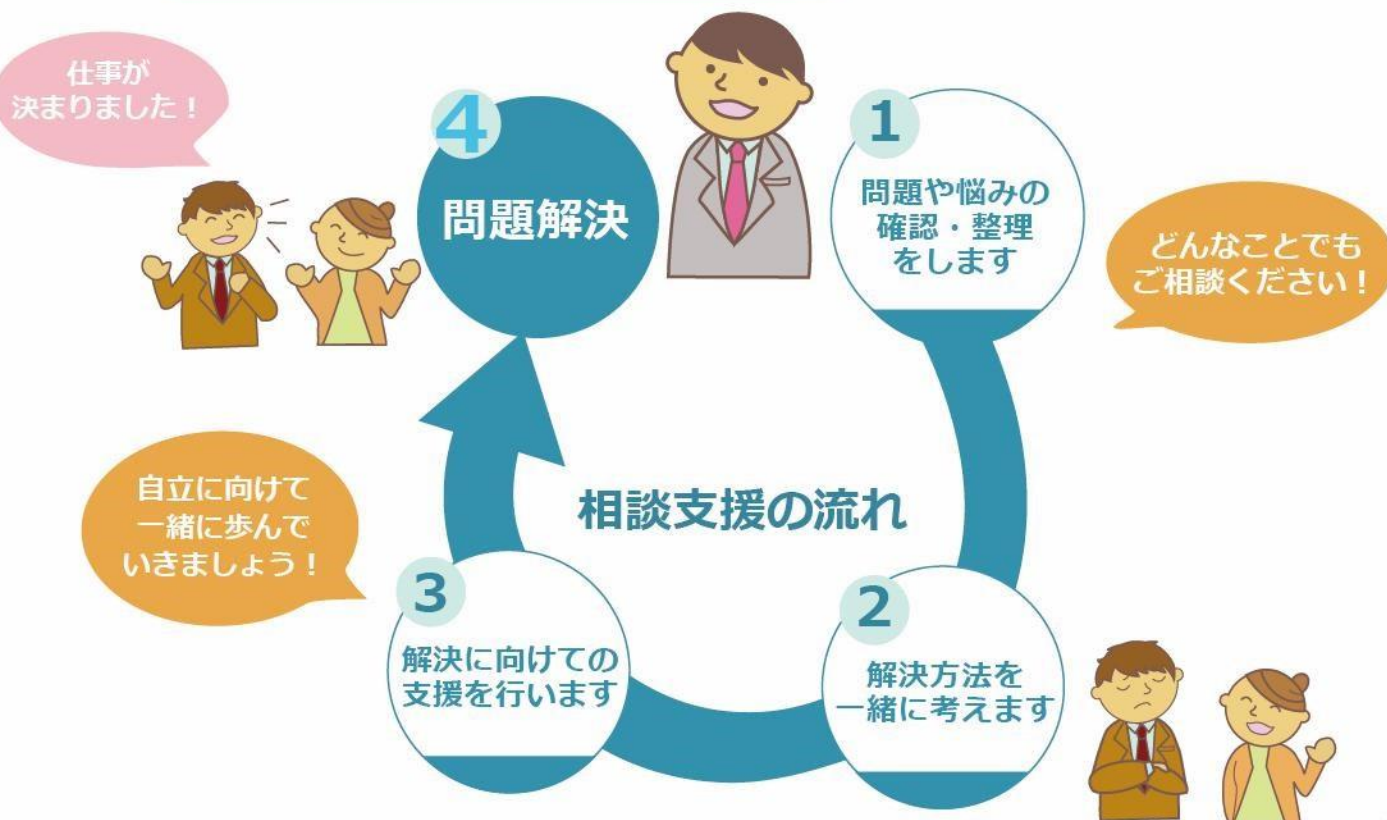 相談支援の流れ
1
問題や悩みの
確認・整理
をします
どんなことでも
ご相談ください！
2
解決方法を
一緒に考えます
3
解決に向けての
支援を行います
自立に向けて
一緒に歩んで
いきましょう！
4
問題解決
仕事が
決まりました！